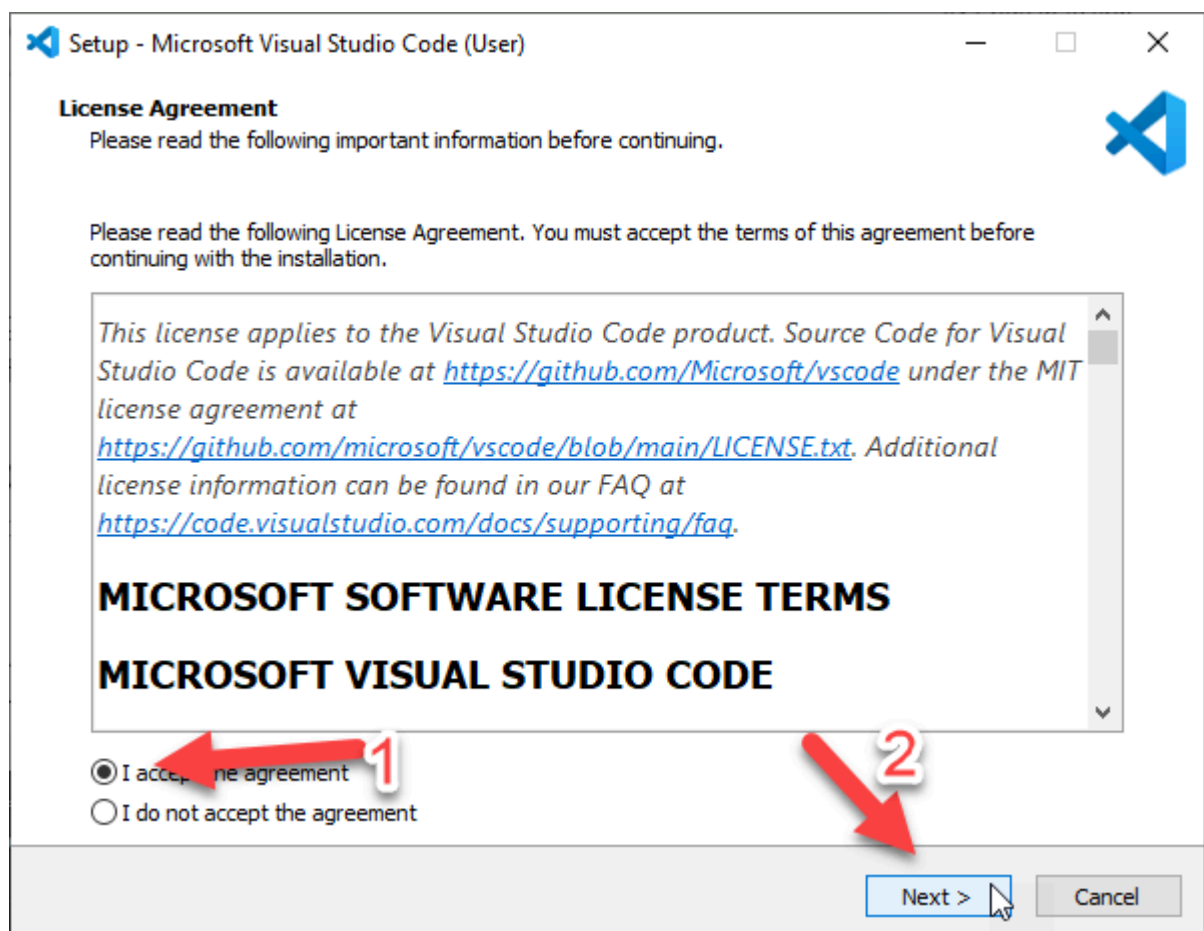 Setup - Microsoft Visual Studio Code (User)
License Agreement
Please read the following important information before continuing.
Please read the following License Agreement. You must accept the terms of this agreement before
continuing with the installation.
This license applies to the Visual Studio Code product. Source Code for Visual
Studio Code is available at https://github.com/Microsoft/vscode under the MIT
license agreement at
https://github.com/microsoft/vscode/blob/main/LICENSE.txt. Additional
license information can be found in our FAQ at
https://code.visualstudio.com/docs/supporting/faq.
MICROSOFT SOFTWARE LICENSE TERMS
MICROSOFT VISUAL STUDIO CODE
1
2
I accept the agreement
I do not accept the agreement
Next >
Cancel